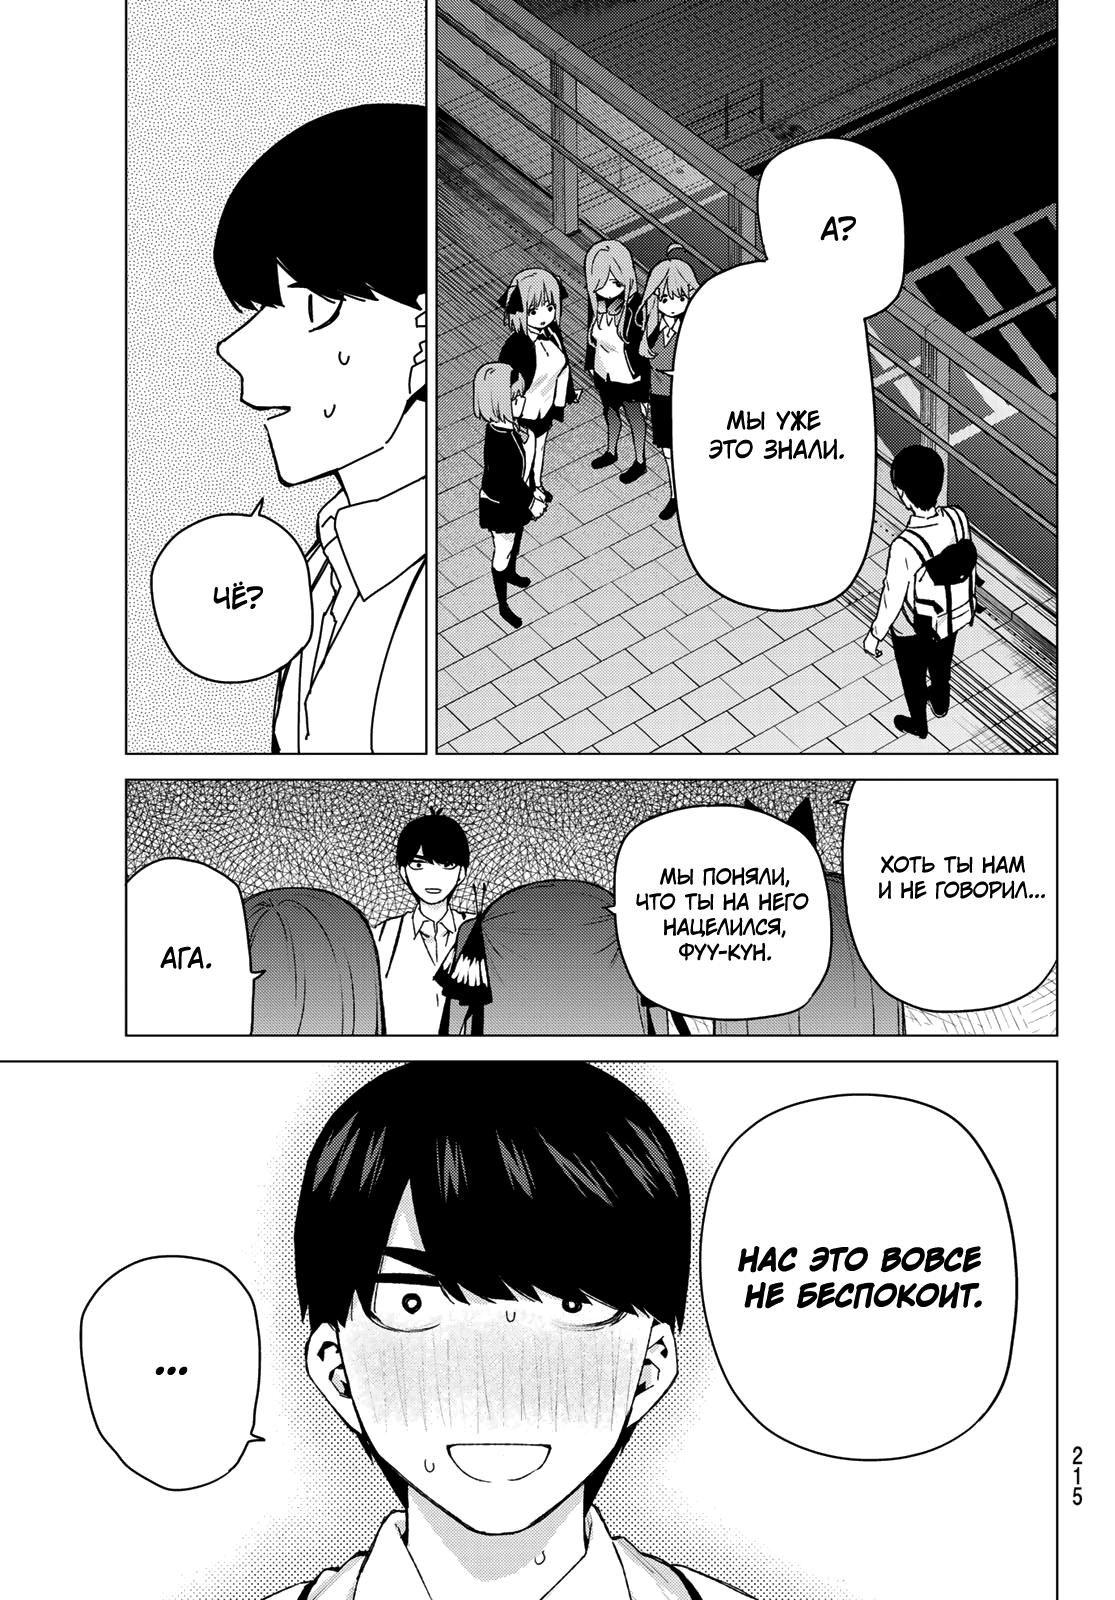 А?
МЫ УЖЕ
ЭТО ЗНАЛИ.
ЧЁ?
ХОТЬ ТЫ НАМ
И НЕ ГОВОРИЛ...
МЫ ПОНЯЛИ,
ЧТО ТЫ НА НЕГО
НАЦЕЛИЛСЯ,
ФУУ-КУН.
АГА.
НАС ЭТО ВОВСЕ
НЕ БЕСПОКОИТ.
...
215